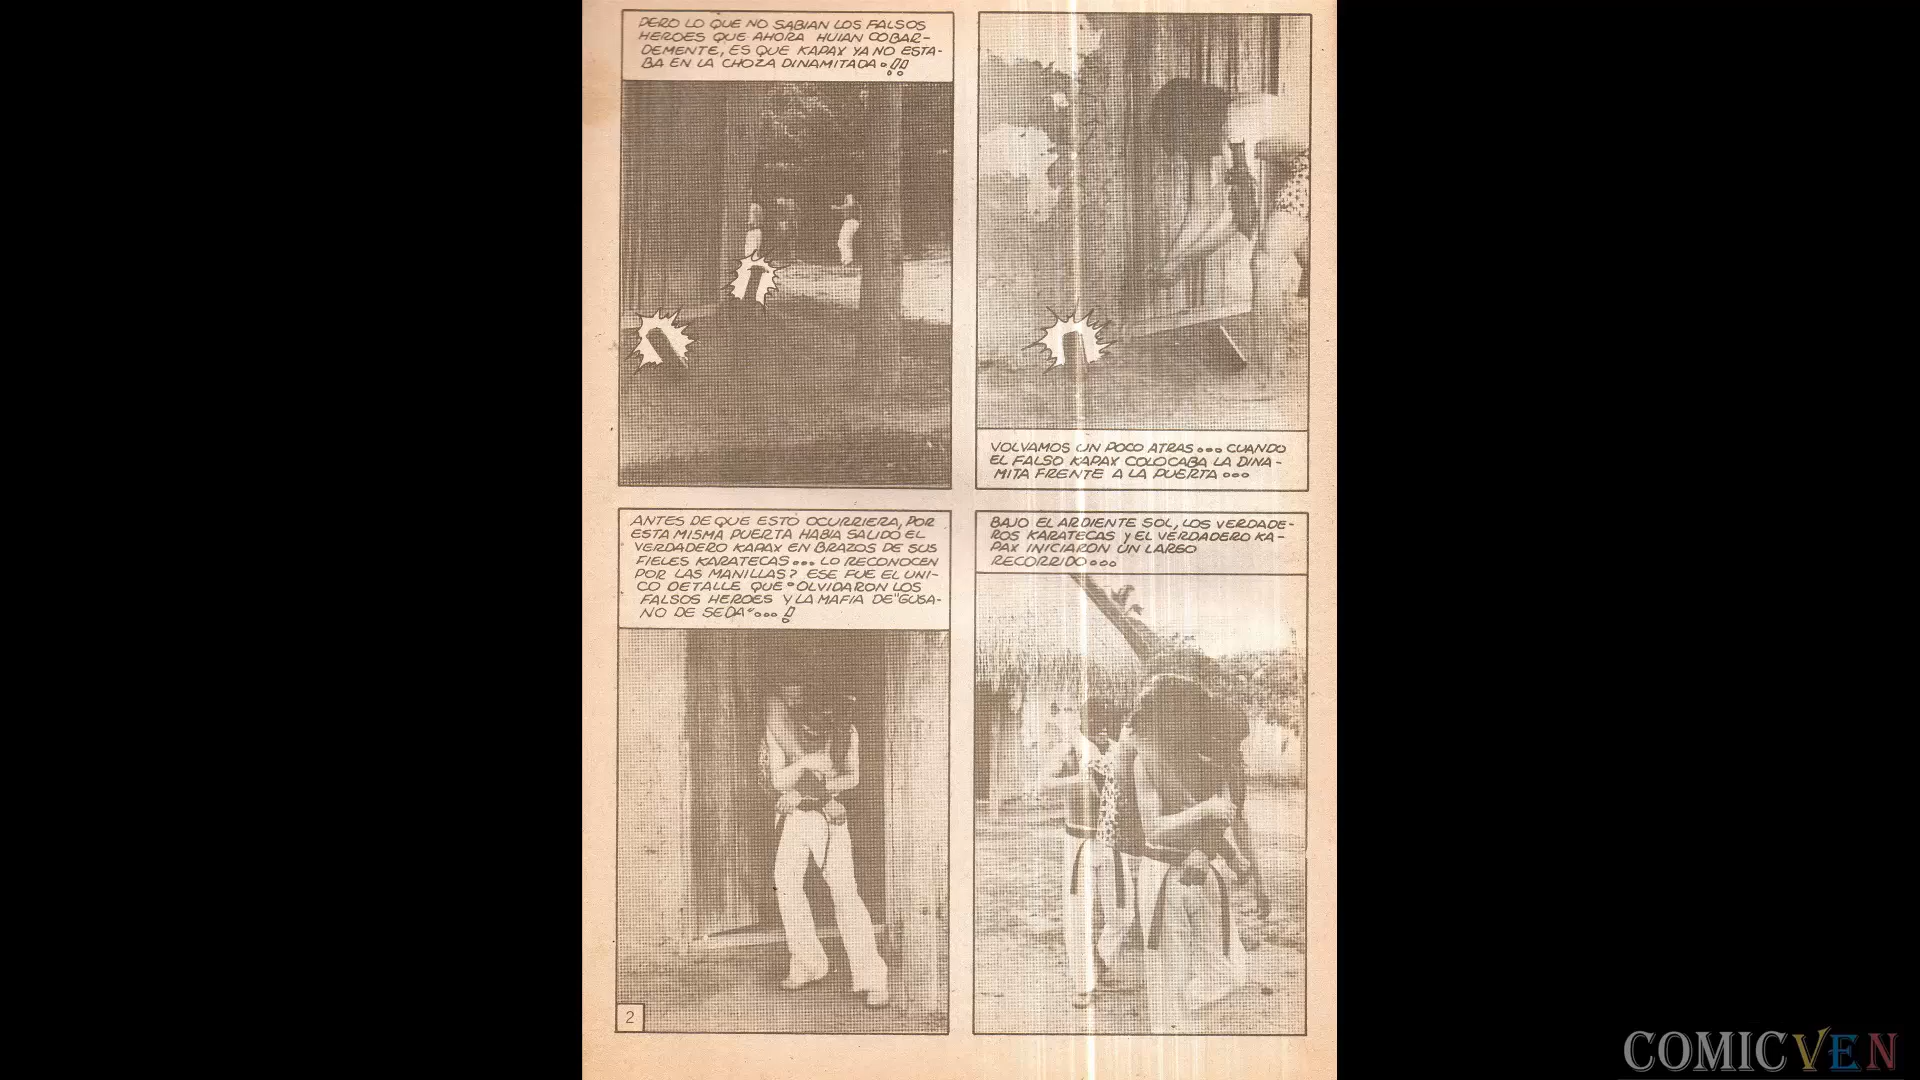 PERO LO QUE NO SABIAN LOS FALSOS
HEROES QUE AHORA HUIAN COBAR-
DEMENTE, ES QUE KAPAX YA NO ESTA-
BA EN LA CHOZA DINAMITADA..!!
VOLVAMOS UN POCO ATRAS... CUANDO
EL FALSO KAPAX COLOCABA LA DINA-
MITA FRENTE A LA PUERTA...
ANTES DE QUE ESTO OCURRIERA, POR
ESTA MISMA PUERTA HABIA SALIDO EL
VERDADERO KAPAX EN BRAZOS DE SUS
FIELES KARATECAS... LO RECONOCEN
POR LAS MANILLAS? ESE FUE EL UNI-
CO DETALLE QUE OLVIDARON LOS
FALSOS HEROES Y LA MAFIA DE "GUSA-
NO DE SEDA"...!
BAJO EL ARDIENTE SOL, LOS VERDADE-
ROS KARATECAS Y EL VERDADERO KA-
PAX INICIARON UN LARGO
RECORRIDO...
2
COMICVEN